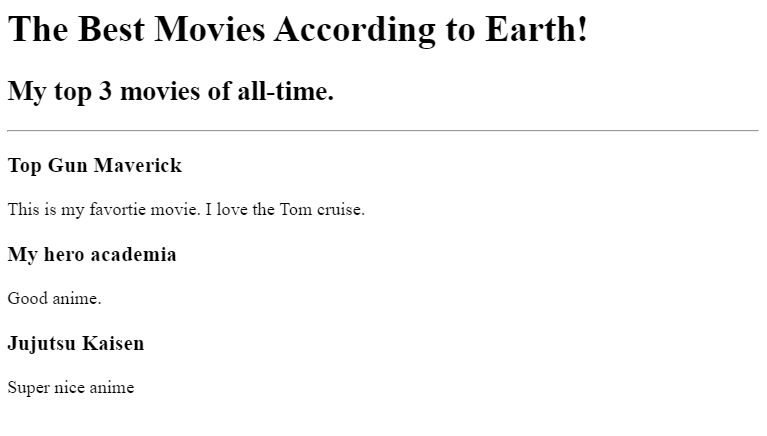 The Best Movies According to Earth!
My top 3 movies of all-time.
Top Gun Maverick
This is my favortie movie. I love the Tom cruise.
My hero academia
Good anime.
Jujutsu Kaisen
Super nice anime